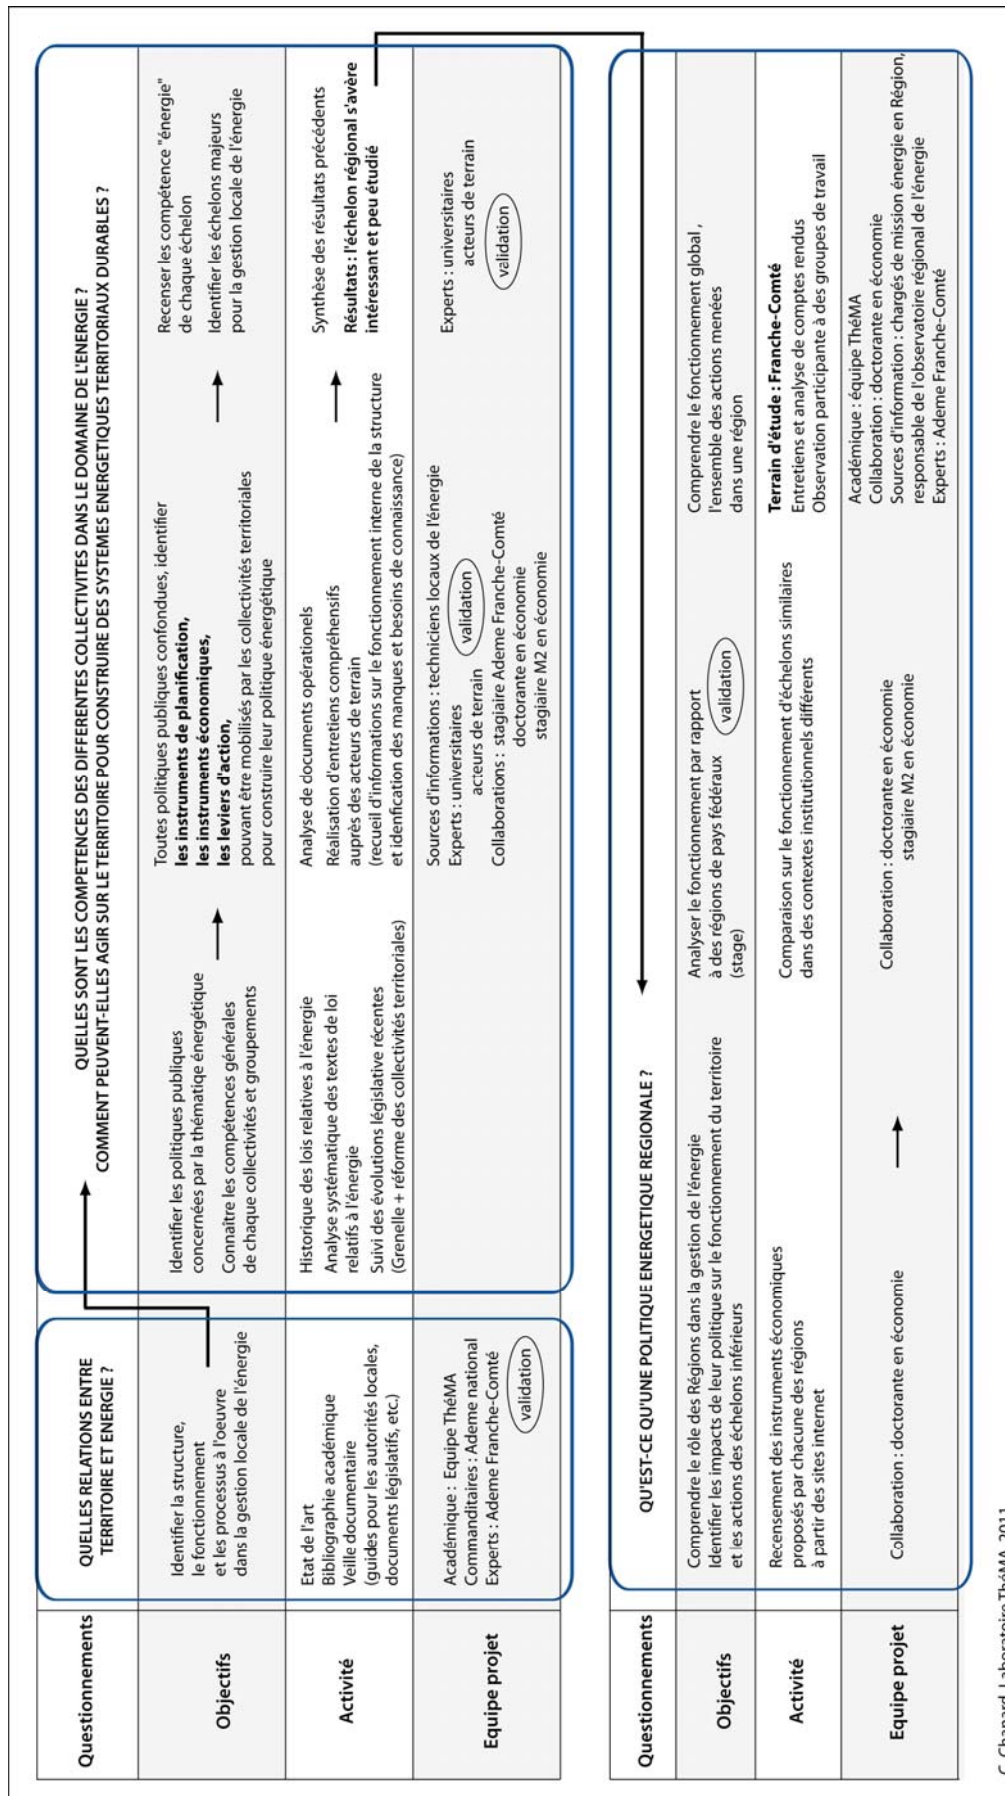 Questionnements
QUELLES RELATIONS ENTRE
TERRITOIRE ET ENERGIE ?
QUELLES SONT LES COMPETENCES DES DIFFERENTES COLLECTIVITES DANS LE DOMAINE DE L'ENERGIE ?
COMMENT PEUVENT-ELLES AGIR SUR LE TERRITOIRE POUR CONSTRUIRE DES SYSTEMES ENERGETIQUES TERRITORIAUX DURABLES ?
Objectifs
Identifier la structure,
le fonctionnement
et les processus à l'oeuvre
dans la gestion locale de l'énergie
Identifier les politiques publiques
concernées par la thématiqe énergétique
Connaître les compétences générales
de chaque collectivités et groupements
Toutes politiques publiques confondues, identifier
les instruments de planification,
les instruments économiques,
les leviers d'action,
pouvant être mobilisés par les collectivités territoriales
pour construire leur politique énergétique
Recenser les compétence "énergie"
de chaque échelon
Identifier les échelons majeurs
pour la gestion locale de l'énergie
Activité
Etat de l'art
Bibliographie académique
Veille documentaire
(guides pour les autorités locales,
documents législatifs, etc.)
Historique des lois relatives à l'énergie
Analyse systématique des textes de loi
relatifs à l'énergie
Suivi des évolutions législative récentes
(Grenelle + réforme des collectivités territoriales)
Analyse de documents opérationels
Réalisation d'entretiens compréhensifs
auprès des acteurs de terrain
(recueil d'informations sur le fonctionnement interne de la structure
et idenfication des manques et besoins de connaissance)
Synthèse des résultats précédents
Résultats : l'échelon régional s'avère
intéressant et peu étudié
Equipe projet
Académique : Equipe ThéMA
Commanditaires : Ademe national
Experts : Ademe Franche-Comté
validation
Sources d'informations : techniciens locaux de l'énergie
Experts : universitaires
acteurs de terrain
validation
Collaborations : stagiaire Ademe Franche-Comté
doctorante en économie
stagiaire M2 en économie
Experts : universitaires
acteurs de terrain
validation
Questionnements
QU'EST-CE QU'UNE POLITIQUE ENERGETIQUE REGIONALE ?
Objectifs
Comprendre le rôle des Régions dans la gestion de l'énergie
Identifier les impacts de leur politique sur le fonctionnement du territoire
et les actions des échelons inférieurs
Analyser le fonctionnement par rapport
à des régions de pays fédéraux
(stage)
validation
Comprendre le fonctionnement global ,
l'ensemble des actions menées
dans une région
Activité
Recensement des instruments économiques
proposés par chacune des régions
à partir des sites internet
Comparaison sur le fonctionnement d'échelons similaires
dans des contextes institutionnels différents
Terrain d'étude : Franche-Comté
Entretiens et analyse de comptes rendus
Observation participante à des groupes de travail
Equipe projet
Collaboration : doctorante en économie
Collaboration : doctorante en économie
stagiaire M2 en économie
Académique : équipe ThéMA
Collaboration : doctorante en économie
Sources d'information : chargés de mission énergie en Région,
responsable de l'observatoire régional de l'énergie
Experts : Ademe Franche-Comté
C. Chanard, Laboratoire ThéMA, 2011